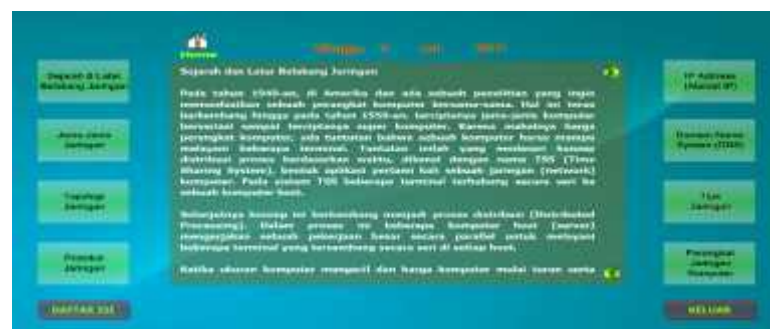 Home
Minggu
Sejarah & Latar
Belakang Jaringan
Jenis-Jenis
Jaringan
Topologi
Jaringan
Protokol
Jaringan
DAFTAR ISI
Sejarah dan Latar Belakang Jaringan
Pada tahun 1940-an, di Amerika dan ada sebuah penelitian yang ingin
memanfaatkan sebuah perangkat komputer bersama-sama. Hal ini terus
berkembang hingga pada tahun 1950-an, terciptanya jenis-jenis komputer
bervariasi sampai terciptanya super komputer. Karena mahalnya harga
perangkat komputer, ada tuntutan bahwa sebuah komputer harus mampu
melayani beberapa terminal. Tuntutan inilah yang mendasari konsep
distribusi proses berdasarkan waktu, dikenal dengan nama TSS (Time
Sharing System), bentuk aplikasi pertama kali sebuah jaringan (network)
komputer. Pada sistem TSS beberapa terminal terhubung secara seri ke
sebuah komputer host.
Selanjutnya konsep ini berkembang menjadi proses distribusi (Distributed
Processing). Dalam proses ini beberapa komputer host (server)
mengerjakan sebuah pekerjaan besar secara parallel untuk melayani
beberapa terminal yang tersambung secara seri di setiap host.
Ketika ukuran komputer mengecil dan harga komputer mulai turun serta
IP Address
(Manual IP)
Domain Name
System (DNS)
Jaringan
Perangkat
Jaringan
Komputer
KELUAR